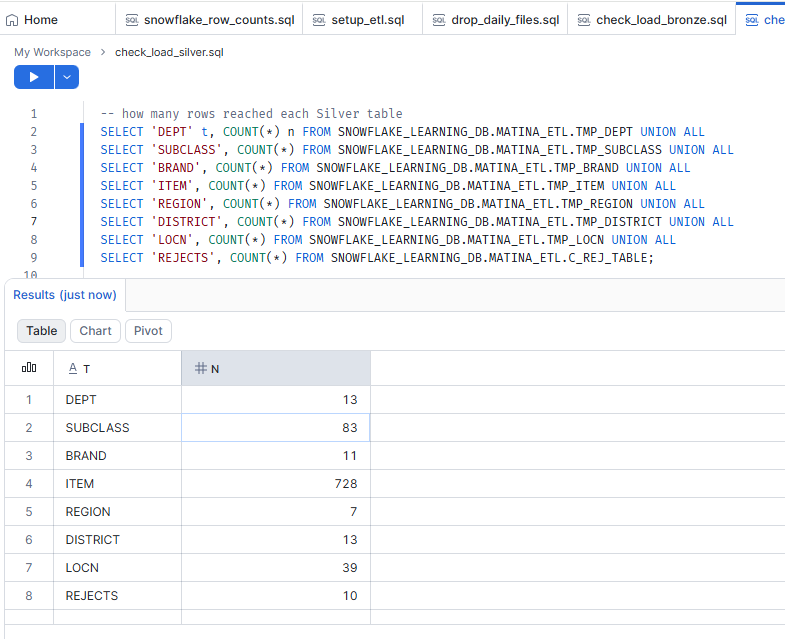 Home snowflake_row_counts.sql setup_etl.sql drop_daily_files.sql check_load_bronze.sql che
My Workspace > check_load_silver.sql
1 -- how many rows reached each Silver table
2 SELECT 'DEPT' t, COUNT(*) n FROM SNOWFLAKE_LEARNING_DB.MATINA_ETL.TMP_DEPT UNION ALL
3 SELECT 'SUBCLASS', COUNT(*) FROM SNOWFLAKE_LEARNING_DB.MATINA_ETL.TMP_SUBCLASS UNION ALL
4 SELECT 'BRAND', COUNT(*) FROM SNOWFLAKE_LEARNING_DB.MATINA_ETL.TMP_BRAND UNION ALL
5 SELECT 'ITEM', COUNT(*) FROM SNOWFLAKE_LEARNING_DB.MATINA_ETL.TMP_ITEM UNION ALL
6 SELECT 'REGION', COUNT(*) FROM SNOWFLAKE_LEARNING_DB.MATINA_ETL.TMP_REGION UNION ALL
7 SELECT 'DISTRICT', COUNT(*) FROM SNOWFLAKE_LEARNING_DB.MATINA_ETL.TMP_DISTRICT UNION ALL
8 SELECT 'LOCN', COUNT(*) FROM SNOWFLAKE_LEARNING_DB.MATINA_ETL.TMP_LOCN UNION ALL
9 SELECT 'REJECTS', COUNT(*) FROM SNOWFLAKE_LEARNING_DB.MATINA_ETL.C_REJ_TABLE;
10
Results (just now)
Table Chart Pivot
A T # N
1 DEPT 13
2 SUBCLASS 83
3 BRAND 11
4 ITEM 728
5 REGION 7
6 DISTRICT 13
7 LOCN 39
8 REJECTS 10